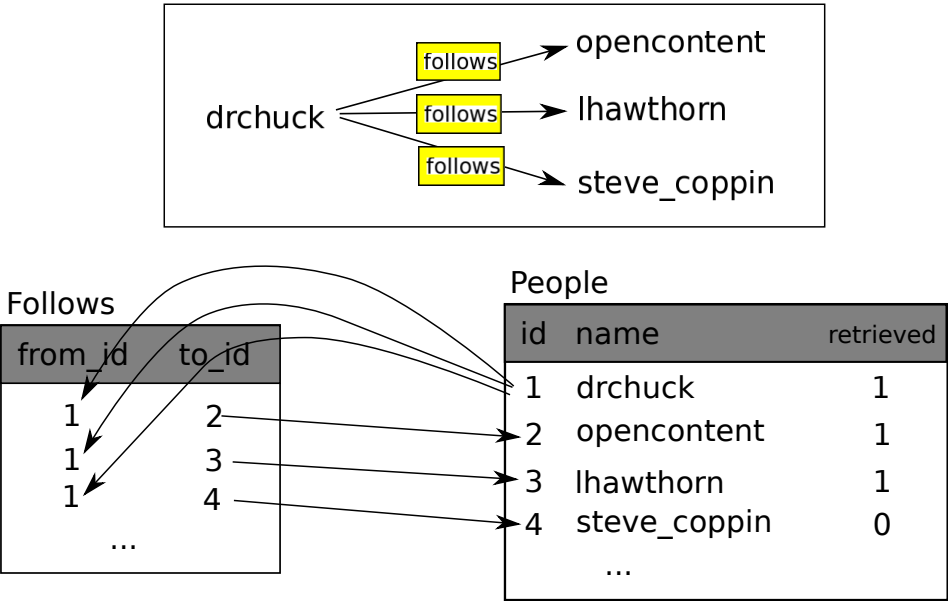 follows
opencontent
drchuck
follows
lhawthorn
follows
steve_coppin
Follows
from_id to_id
1 2
1 3
1 4
...
People
id name retrieved
1 drchuck 1
2 opencontent 1
3 lhawthorn 1
4 steve_coppin 0
...